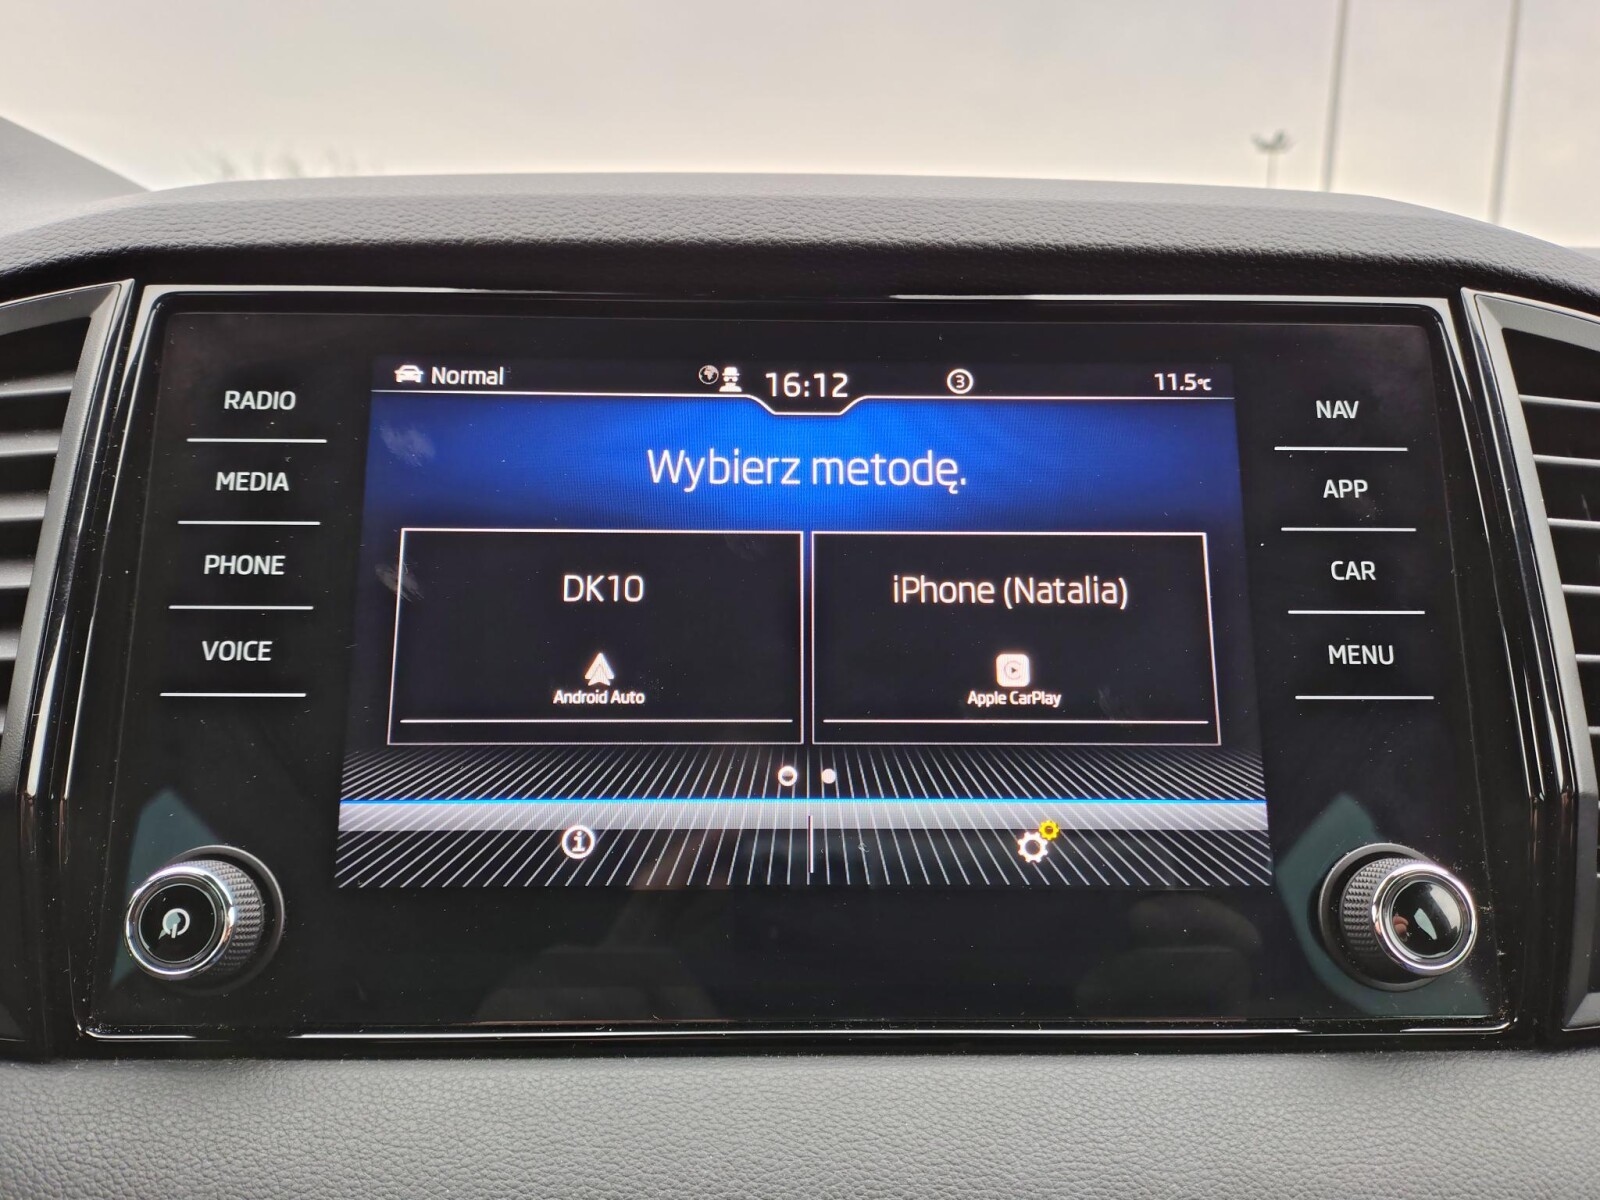 Normal 16:12 3 11.5°C
RADIO
MEDIA
PHONE
VOICE
Wybierz metodę.
DK10
Android Auto
iPhone (Natalia)
Apple CarPlay
NAV
APP
CAR
MENU